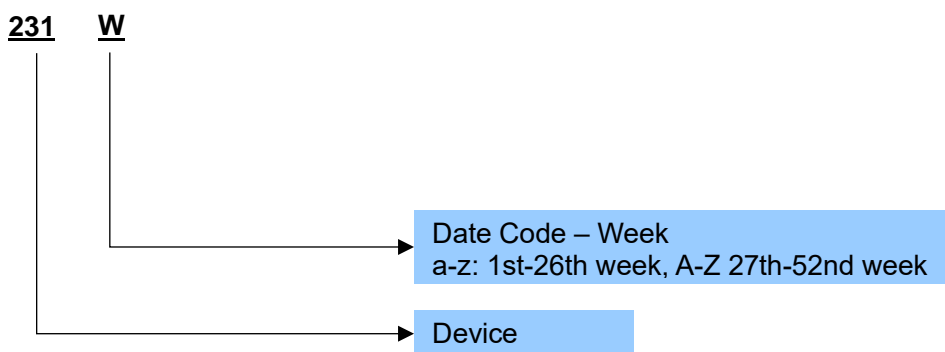 231 W
Date Code – Week
a-z: 1st-26th week, A-Z 27th-52nd week
Device